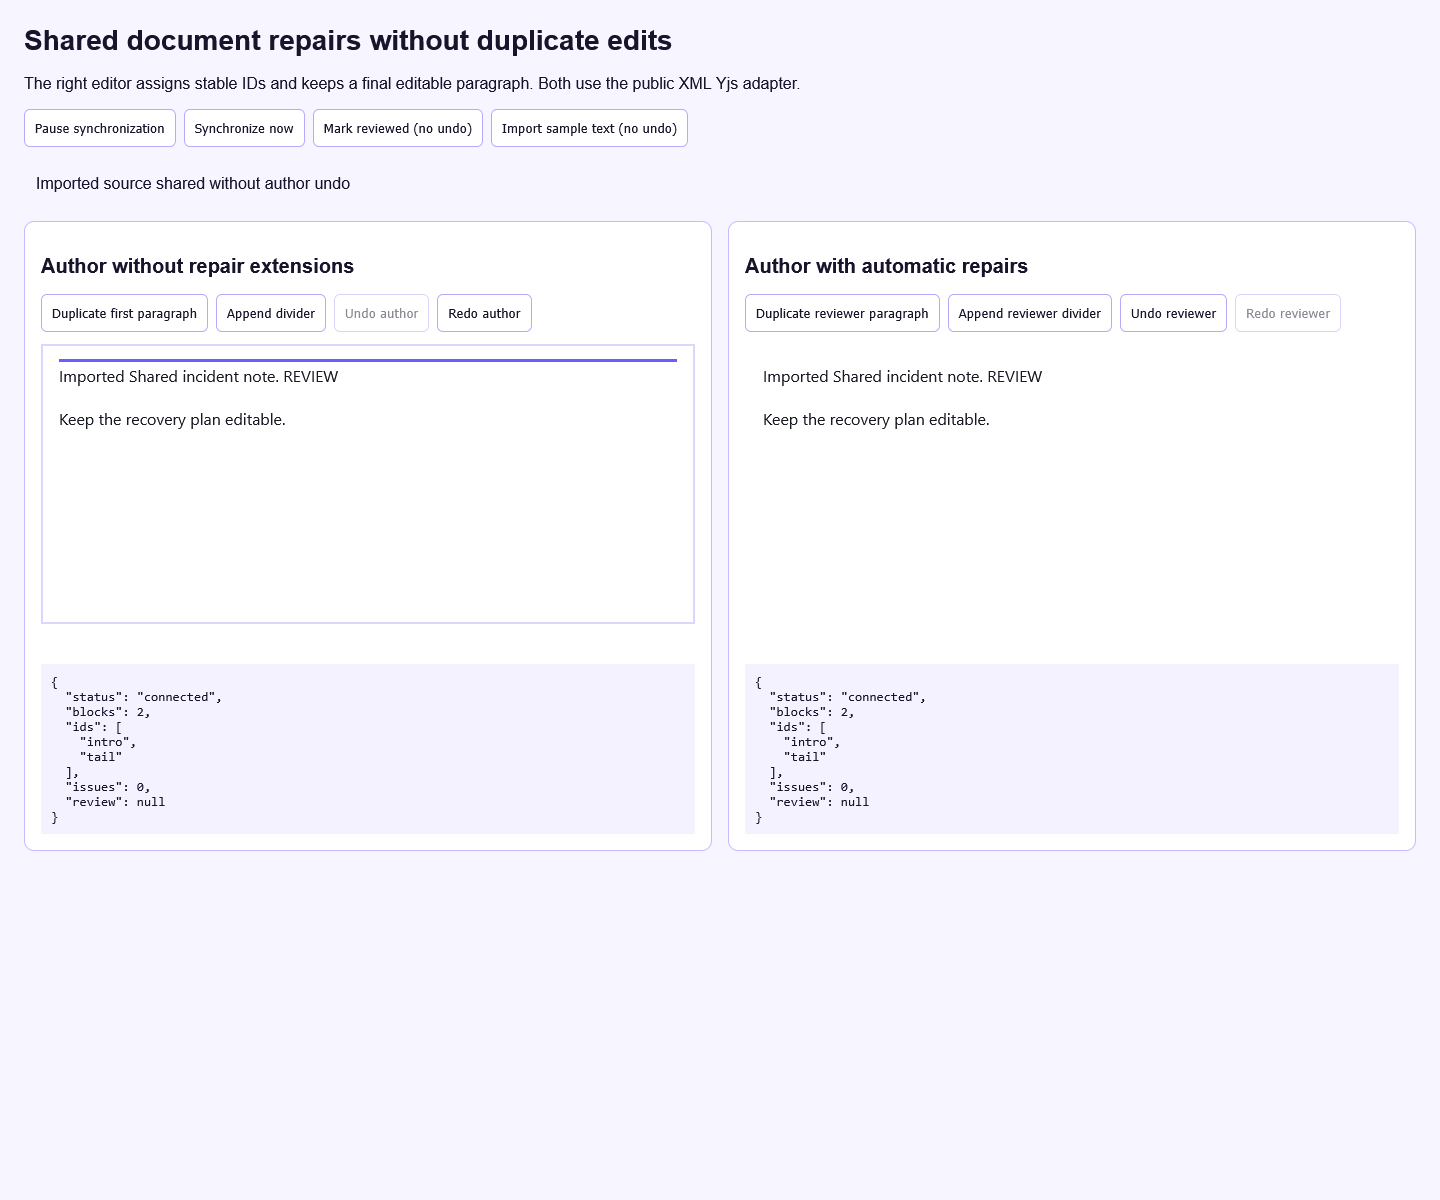 Shared document repairs without duplicate edits
The right editor assigns stable IDs and keeps a final editable paragraph. Both use the public XML Yjs adapter.
Pause synchronization
Synchronize now
Mark reviewed (no undo)
Import sample text (no undo)
Imported source shared without author undo
Author without repair extensions
Duplicate first paragraph
Append divider
Undo author
Redo author
Imported Shared incident note. REVIEW
Keep the recovery plan editable.
{
  "status": "connected",
  "blocks": 2,
  "ids": [
    "intro",
    "tail"
  ],
  "issues": 0,
  "review": null
}
Author with automatic repairs
Duplicate reviewer paragraph
Append reviewer divider
Undo reviewer
Redo reviewer
Imported Shared incident note. REVIEW
Keep the recovery plan editable.
{
  "status": "connected",
  "blocks": 2,
  "ids": [
    "intro",
    "tail"
  ],
  "issues": 0,
  "review": null
}